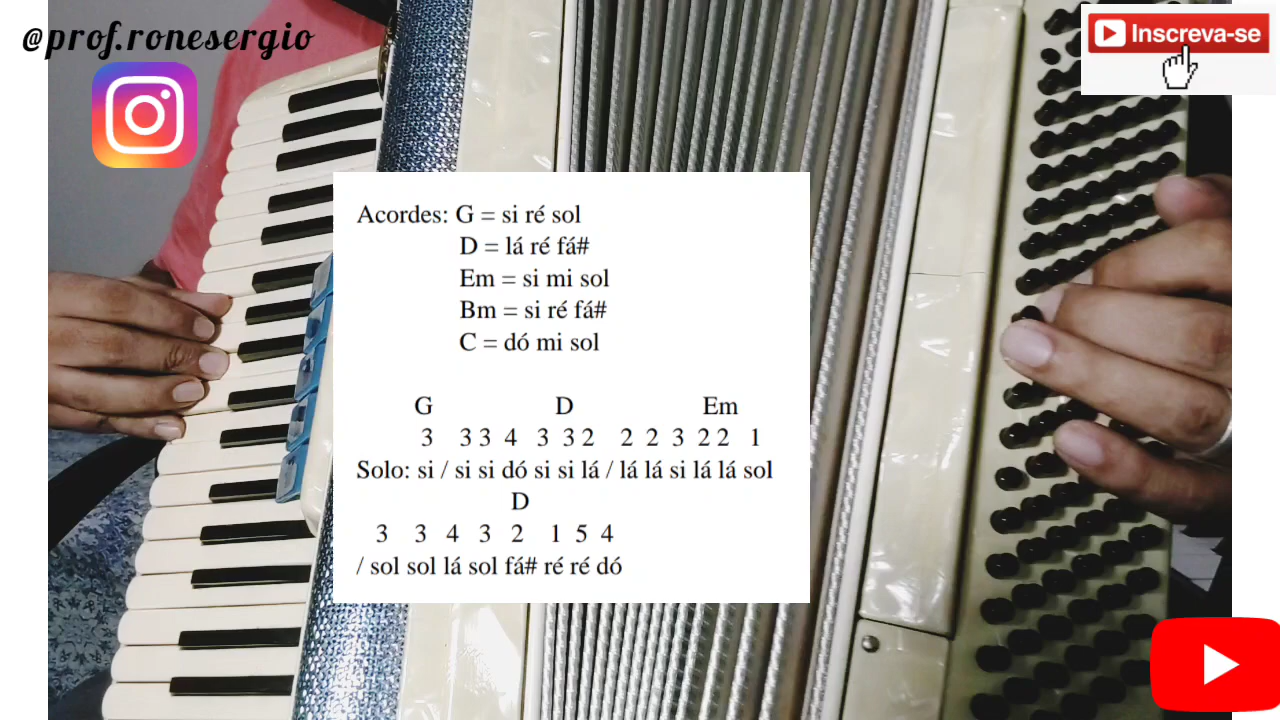 @prof.ronesergio
Inscreva-se
Acordes: G = si ré sol
D = lá ré fá#
Em = si mi sol
Bm = si ré fá#
C = dó mi sol
G D Em
3 3 3 4 3 3 2 2 2 3 2 2 1
Solo: si / si si dó si si lá / lá lá si lá lá sol
D
3 3 4 3 2 1 5 4
/ sol sol lá sol fá# ré ré dó